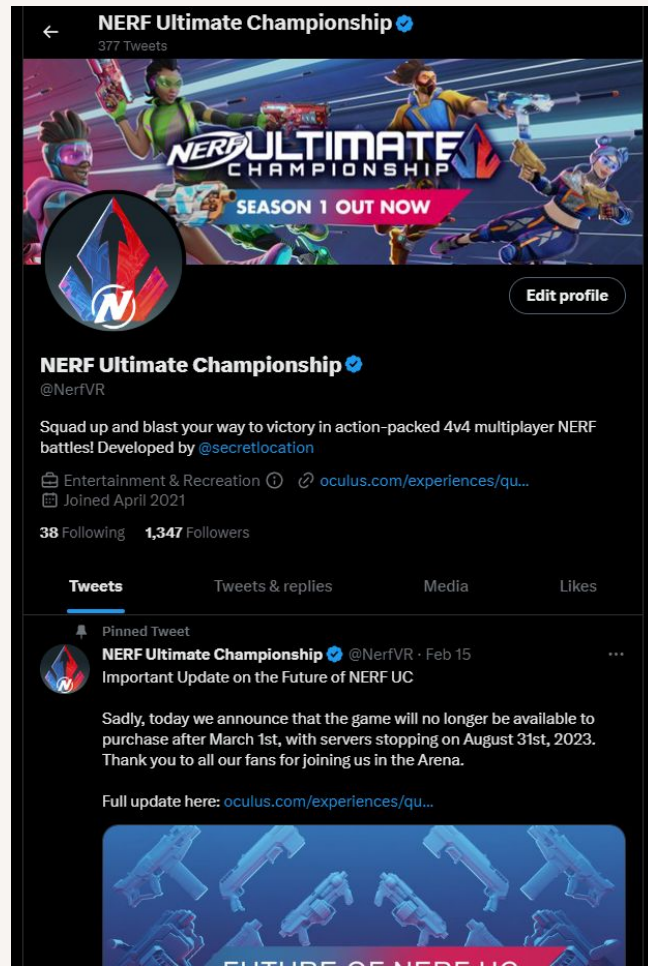 NERF Ultimate Championship
377 Tweets
NERF ULTIMATE
CHAMPIONSHIP
SEASON 1 OUT NOW
N
Edit profile
NERF Ultimate Championship
@NerfVR
Squad up and blast your way to victory in action-packed 4v4 multiplayer NERF
battles! Developed by @secretlocation
Entertainment & Recreation oculus.com/experiences/qu...
Joined April 2021
38 Following 1,347 Followers
Tweets Tweets & replies Media Likes
Pinned Tweet
NERF Ultimate Championship @NerfVR · Feb 15
Important Update on the Future of NERF UC
Sadly, today we announce that the game will no longer be available to
purchase after March 1st, with servers stopping on August 31st, 2023.
Thank you to all our fans for joining us in the Arena.
Full update here: oculus.com/experiences/qu...
FUTURE OF NERF UC